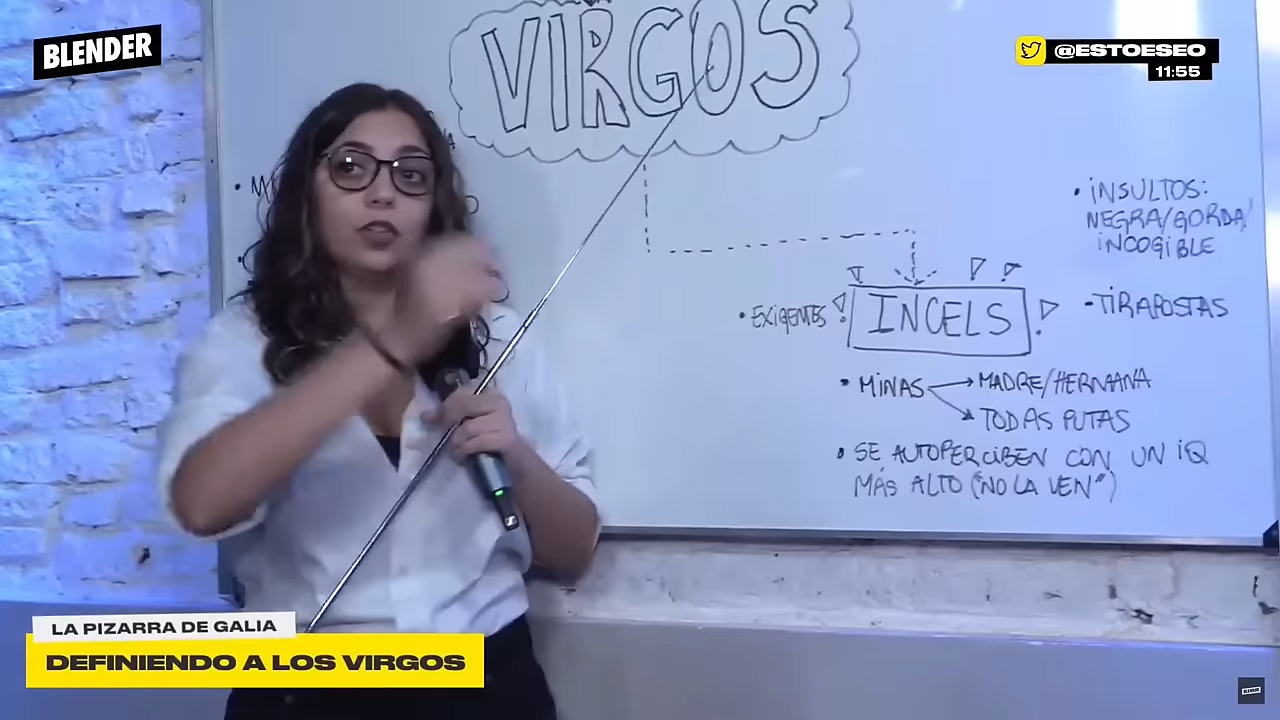 BLENDER
@ESTOESEO
11:55
VIRGOS
• INSULTOS:
NEGRA/GORDA/
INCOGIBLE
• EXIGENTES
INCELS
-TIRAPOSTAS
• MINAS → MADRE/HERMANA
→ TODAS PUTAS
• SE AUTOPERCIBEN CON UN IQ
MÁS ALTO ("NO LA VEN")
LA PIZARRA DE GALIA
DEFINIENDO A LOS VIRGOS
BLENDER